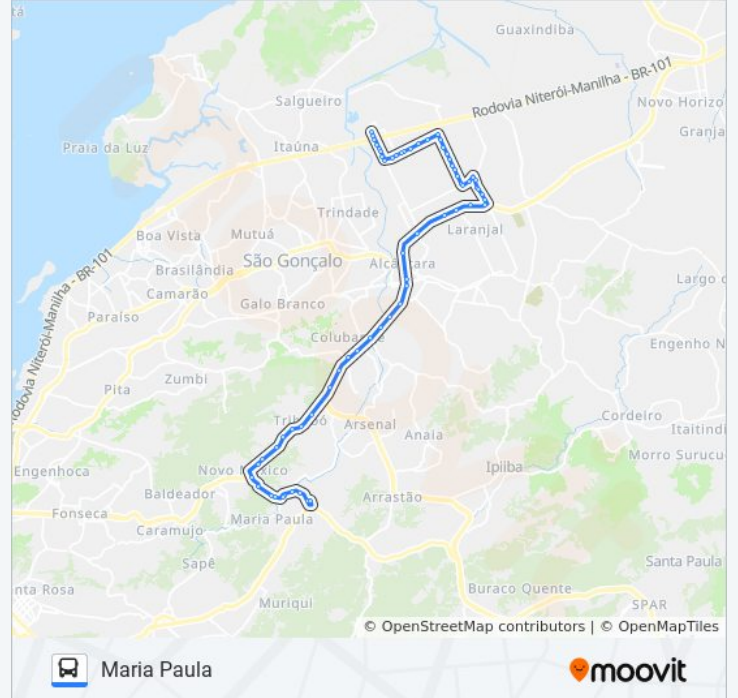 tá
Guaxindiba
Rodovia Niterói-Manilha - BR-101
Salgueiro
Novo Horizo
Granja
Praia da Luz
Itaúna
Trindade
Boa Vista
Mutuá
Laranjal
São Gonçalo
Alcântara
Brasilândia
Largo d
Camarão
Galo Branco
Paraíso
Rodovia Niterói-Manilha - BR-101
Colubande
Engenho N
Zumbi
Pita
Tribobó
Arsenal
Cordeiro
Anaia
Itaitindi
Morro Surucu
Engenhoca
Novo México
Ipiiba
Baldeador
Arrastão
Fonseca
Maria Paula
Caramujo
Sapê
Santa Paula
nta Rosa
Buraco Quente
Muriqui
SPAR
© OpenStreetMap contributors | © OpenMapTiles
Maria Paula
moovit